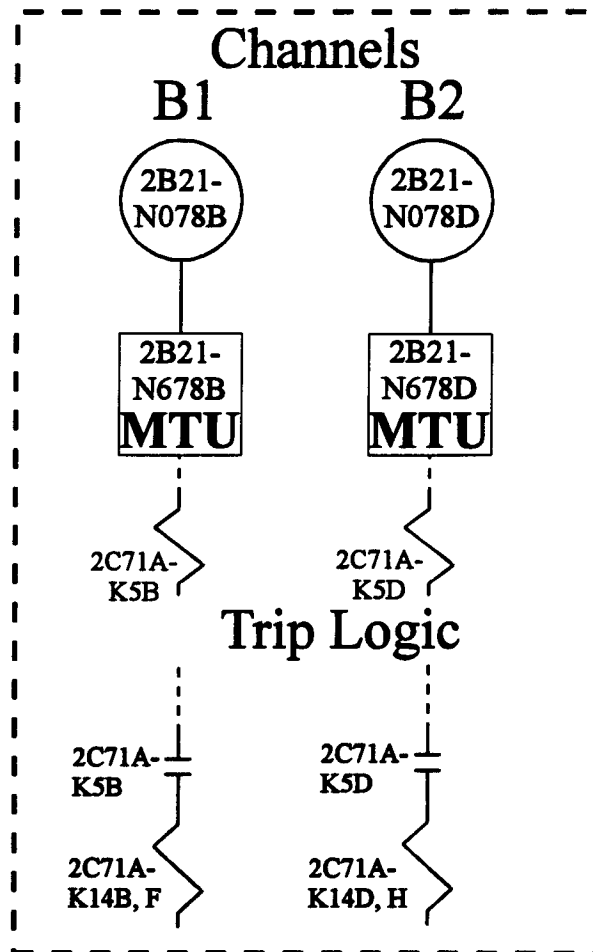 Channels
B1 B2
2B21-
N078B
2B21-
N078D
2B21-
N678B
MTU
2B21-
N678D
MTU
2C71A-
K5B
2C71A-
K5D
Trip Logic
2C71A-
K5B
2C71A-
K5D
2C71A-
K14B, F
2C71A-
K14D, H